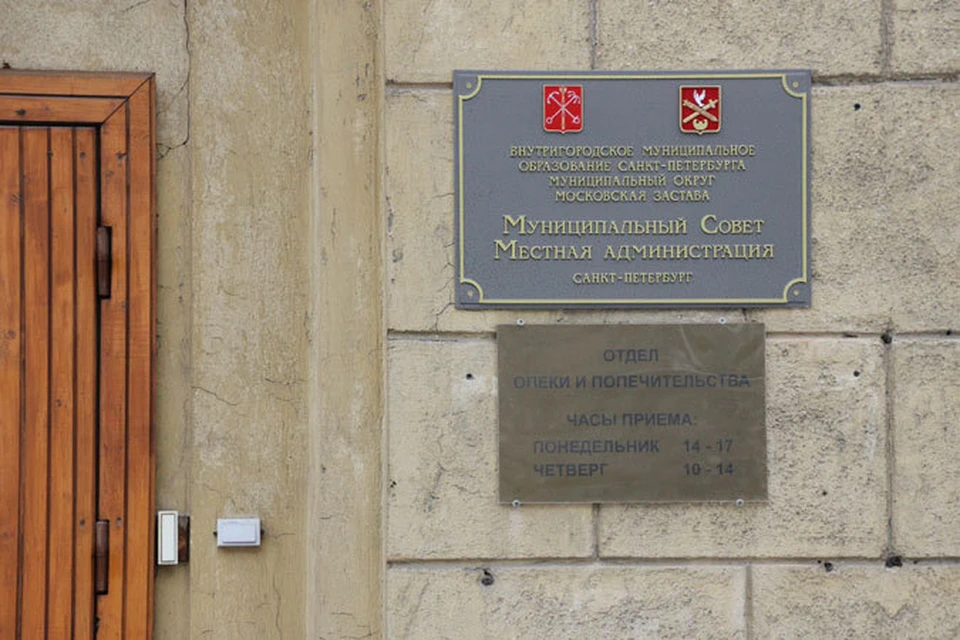 ВНУТРИГОРОДСКОЕ МУНИЦИПАЛЬНОЕ
ОБРАЗОВАНИЕ САНКТ-ПЕТЕРБУРГА
МУНИЦИПАЛЬНЫЙ ОКРУГ
МОСКОВСКАЯ ЗАСТАВА
МУНИЦИПАЛЬНЫЙ СОВЕТ
МЕСТНАЯ АДМИНИСТРАЦИЯ
САНКТ-ПЕТЕРБУРГ
ОТДЕЛ
ОПЕКИ И ПОПЕЧИТЕЛЬСТВА
ЧАСЫ ПРИЕМА:
ПОНЕДЕЛЬНИК 14 - 17
ЧЕТВЕРГ 10 - 14